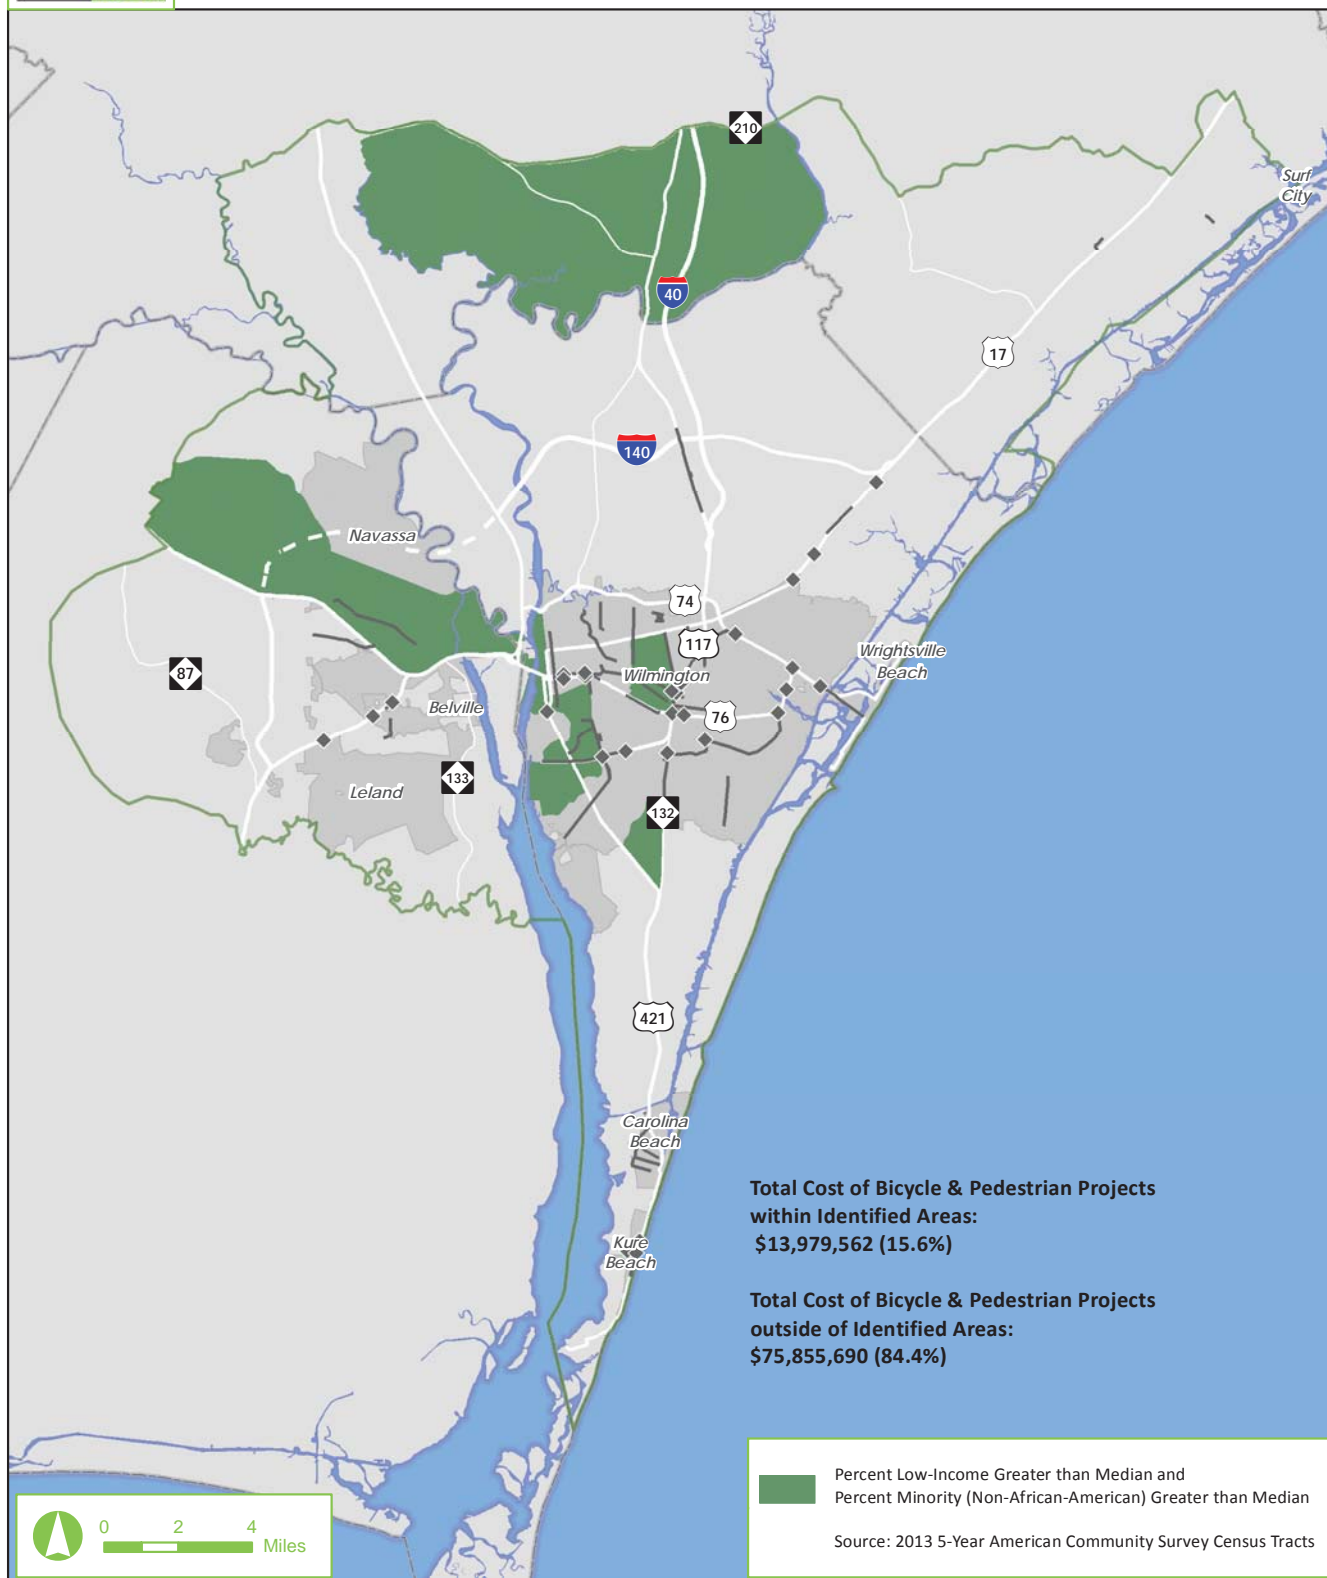 210
Surf
City
40
17
140
Navassa
74
117
Wrightsville
Beach
87
Wilmington
Belville
76
133
Leland
132
421
Carolina
Beach
Total Cost of Bicycle & Pedestrian Projects
within Identified Areas:
$13,979,562 (15.6%)
Kure
Beach
Total Cost of Bicycle & Pedestrian Projects
outside of Identified Areas:
$75,855,690 (84.4%)
Percent Low-Income Greater than Median and
Percent Minority (Non-African-American) Greater than Median
Source: 2013 5-Year American Community Survey Census Tracts
0 2 4
Miles